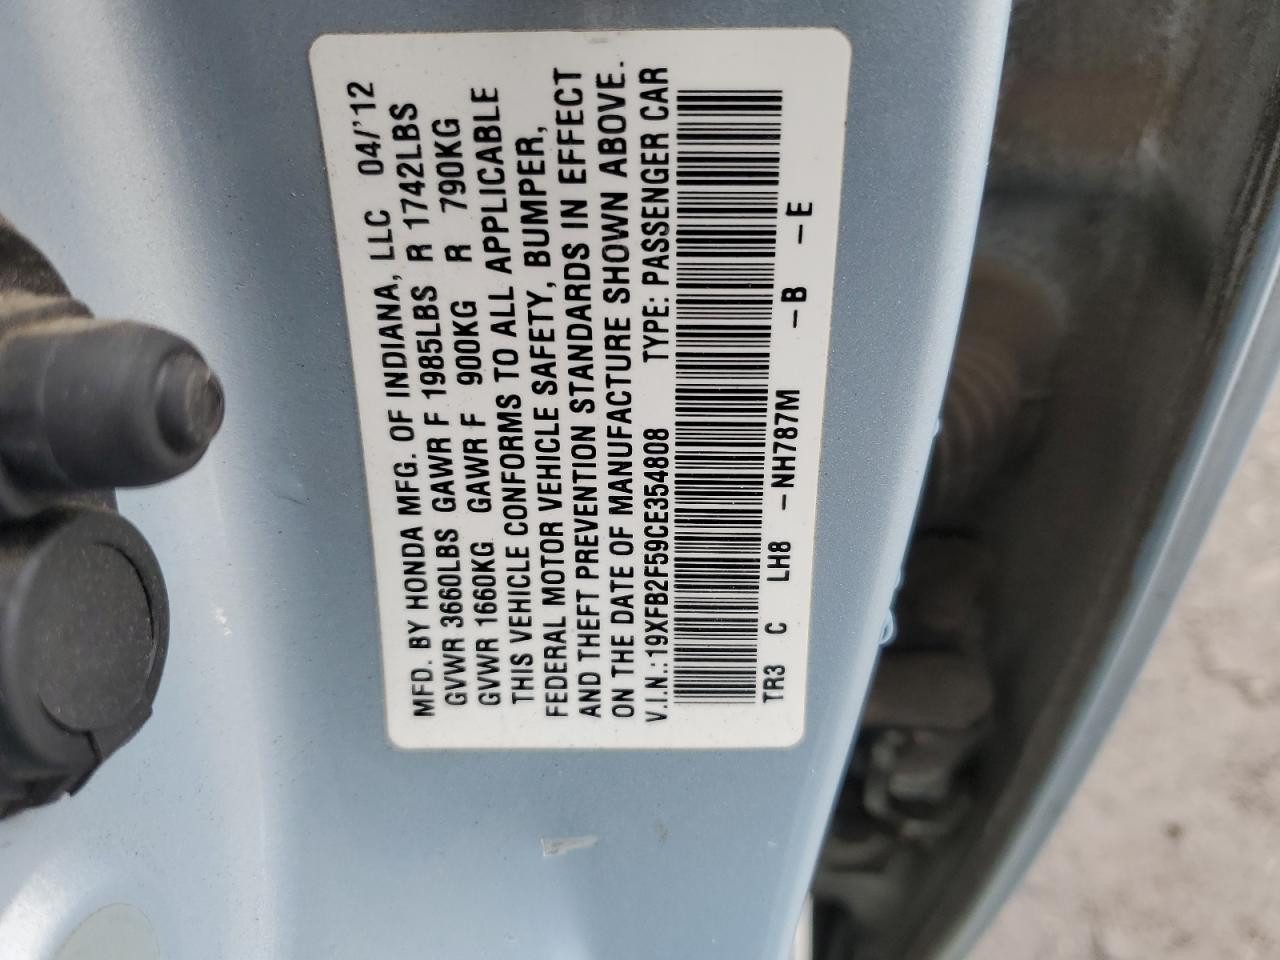 MFD. BY HONDA MFG. OF INDIANA, LLC 04/'12
GVWR 3660LBS GAWR F 1985LBS R 1742LBS
GVWR 1660KG GAWR F 900KG R 790KG
THIS VEHICLE CONFORMS TO ALL APPLICABLE
FEDERAL MOTOR VEHICLE SAFETY, BUMPER,
AND THEFT PREVENTION STANDARDS IN EFFECT
ON THE DATE OF MANUFACTURE SHOWN ABOVE.
V.I.N.: 19XFB2F59CE354808 TYPE: PASSENGER CAR
TR3 C LH8 -NH787M -B -E